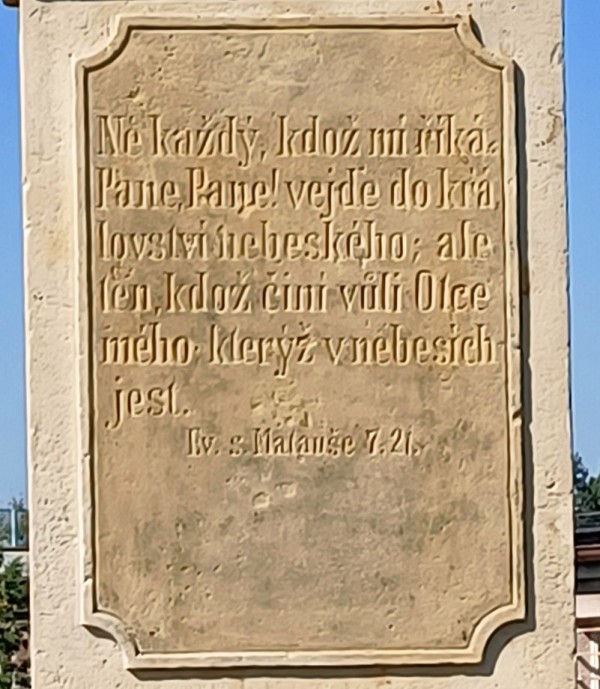 Ne každý, kdož mi říká:
Pane, Pane! vejde do krá
lovství nebeského; ale
ten, kdož činí vůli Otce
mého, kterýž v nebesích
jest.
Ev. s. Matouše 7. 21.